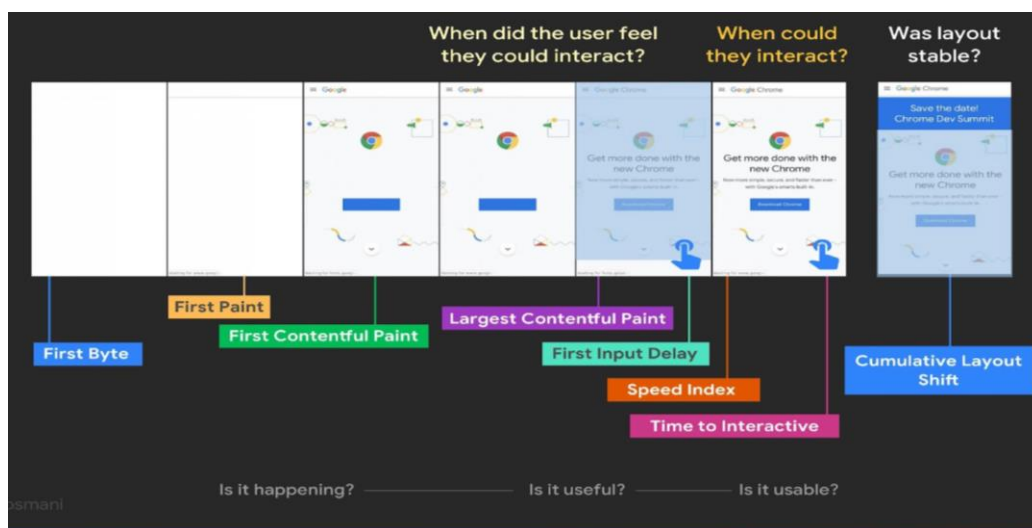 When did the user feel
they could interact?
When could
they interact?
Was layout
stable?
Google
Google
Google Chrome
Get more done with the
new Chrome
Google Chrome
Get more done with the
new Chrome
Download Chrome
Google Chrome
Save the date!
Chrome Dev Summit
Get more done with the
new Chrome
First Byte
First Paint
First Contentful Paint
Largest Contentful Paint
First Input Delay
Speed Index
Time to Interactive
Cumulative Layout
Shift
Is it happening?
Is it useful?
Is it usable?
osmani